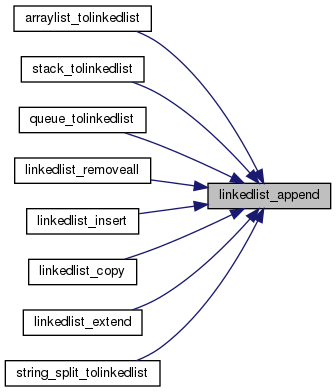 arraylist_tolinkedlist
stack_tolinkedlist
queue_tolinkedlist
linkedlist_removeall
linkedlist_append
linkedlist_insert
linkedlist_copy
linkedlist_extend
string_split_tolinkedlist